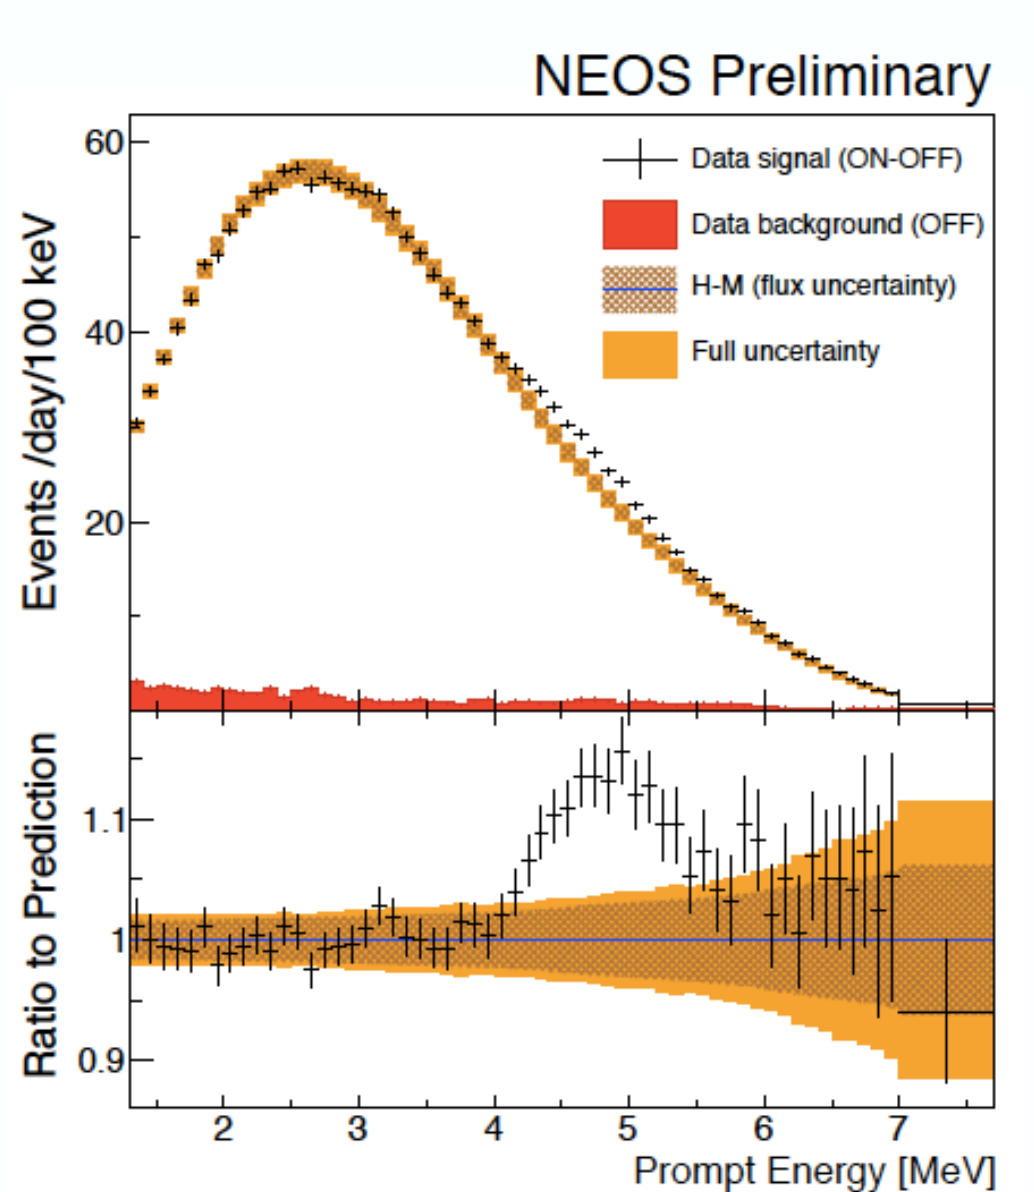 NEOS Preliminary
60
40
20
Events /day/100 keV
Data signal (ON-OFF)
Data background (OFF)
H-M (flux uncertainty)
Full uncertainty
1.1
1
0.9
Ratio to Prediction
2 3 4 5 6 7
Prompt Energy [MeV]